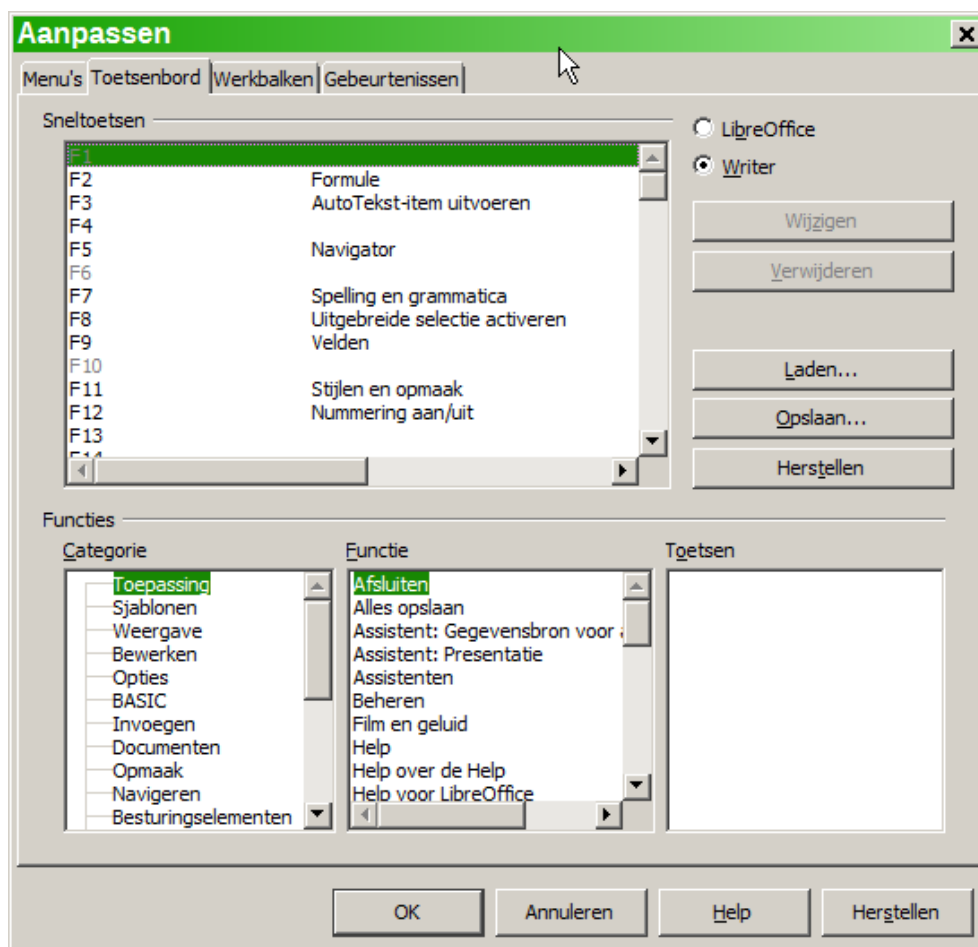 Aanpassen
Menu's Toetsenbord Werkbalken Gebeurtenissen
Sneltoetsen
LibreOffice
Writer
F1
F2 Formule
F3 AutoTekst-item uitvoeren
F4
F5 Navigator
F6
F7 Spelling en grammatica
F8 Uitgebreide selectie activeren
F9 Velden
F10
F11 Stijlen en opmaak
F12 Nummering aan/uit
F13
F14
Wijzigen
Verwijderen
Laden...
Opslaan...
Herstellen
Functies
Categorie
Toepassing
Sjablonen
Weergave
Bewerken
Opties
BASIC
Invoegen
Documenten
Opmaak
Navigeren
Besturingselementen
Functie
Afsluiten
Alles opslaan
Assistent: Gegevensbron voor
Assistent: Presentatie
Assistenten
Beheren
Film en geluid
Help
Help over de Help
Help voor LibreOffice
Toetsen
OK Annuleren Help Herstellen